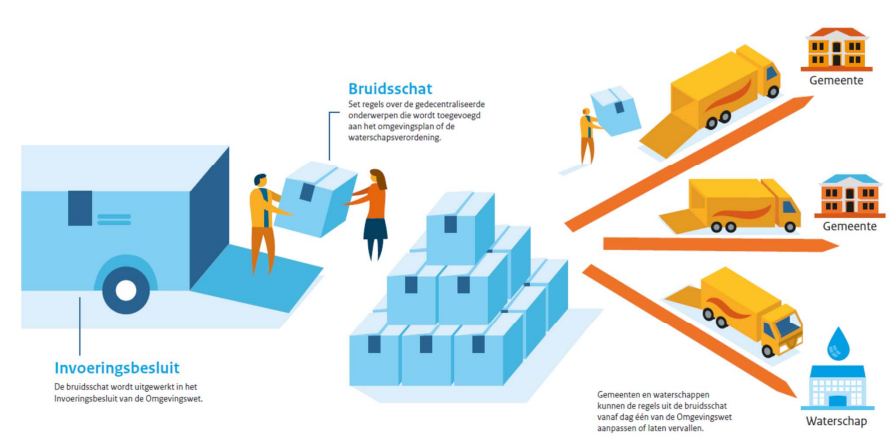 Bruidsschat
Set regels over de gedecentraliseerde
onderwerpen die wordt toegevoegd
aan het omgevingsplan of de
waterschapsverordening.
Gemeente
Gemeente
Invoeringsbesluit
De bruidsschat wordt uitgewerkt in het
Invoeringsbesluit van de Omgevingswet.
Gemeenten en waterschappen
kunnen de regels uit de bruidsschat
vanaf dag één van de Omgevingswet
aanpassen of laten vervallen.
Waterschap